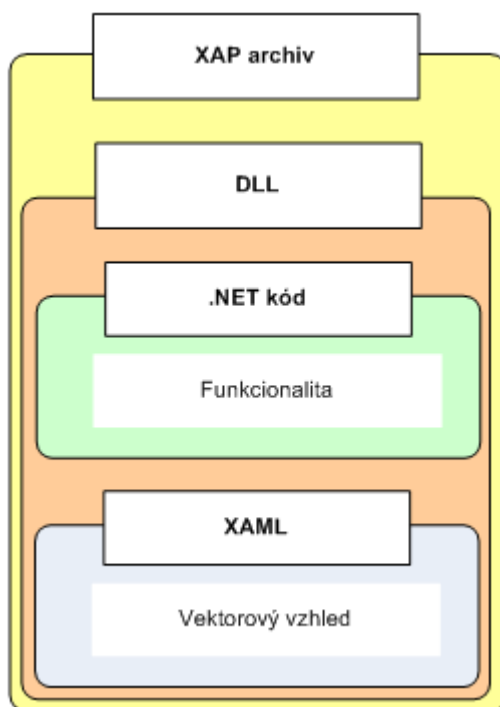 XAP archiv
DLL
.NET kód
Funkcionalita
XAML
Vektorový vzhled